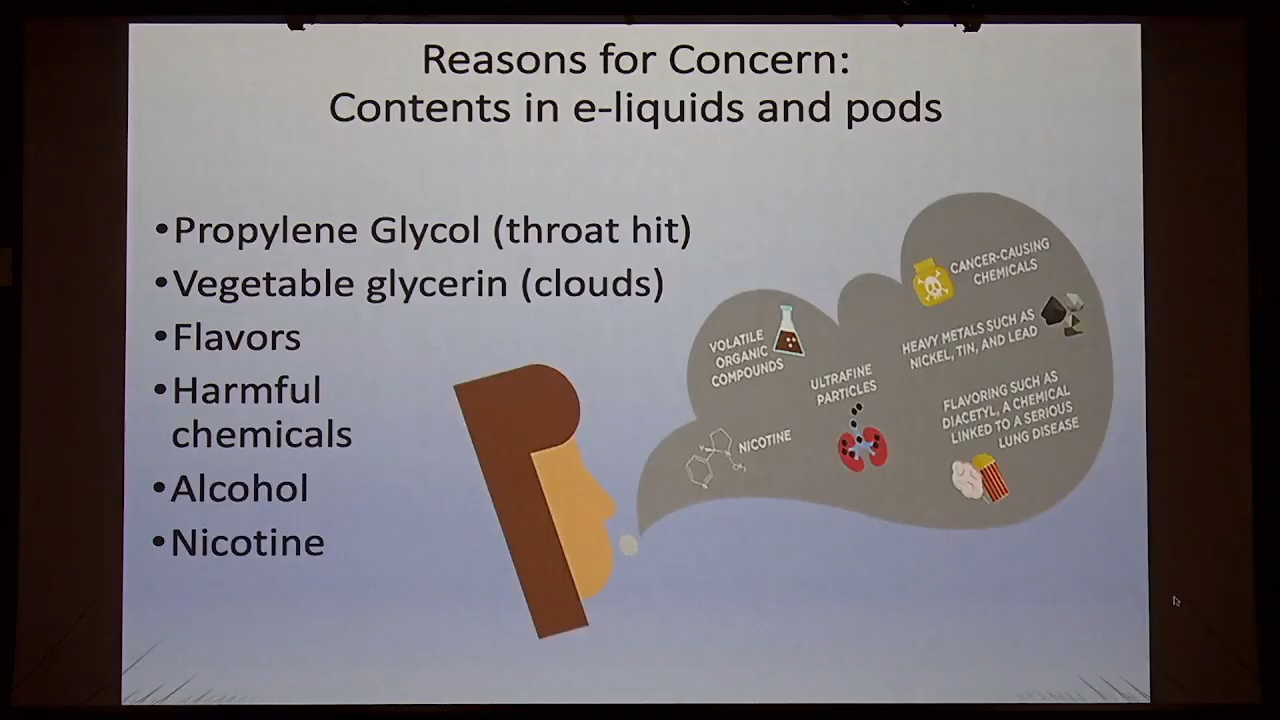 Reasons for Concern:
Contents in e-liquids and pods
•Propylene Glycol (throat hit)
•Vegetable glycerin (clouds)
•Flavors
•Harmful
chemicals
•Alcohol
•Nicotine
CANCER-CAUSING
CHEMICALS
HEAVY METALS SUCH AS
NICKEL, TIN, AND LEAD
VOLATILE
ORGANIC
COMPOUNDS
ULTRAFINE
PARTICLES
FLAVORING SUCH AS
DIACETYL, A CHEMICAL
LINKED TO A SERIOUS
LUNG DISEASE
NICOTINE